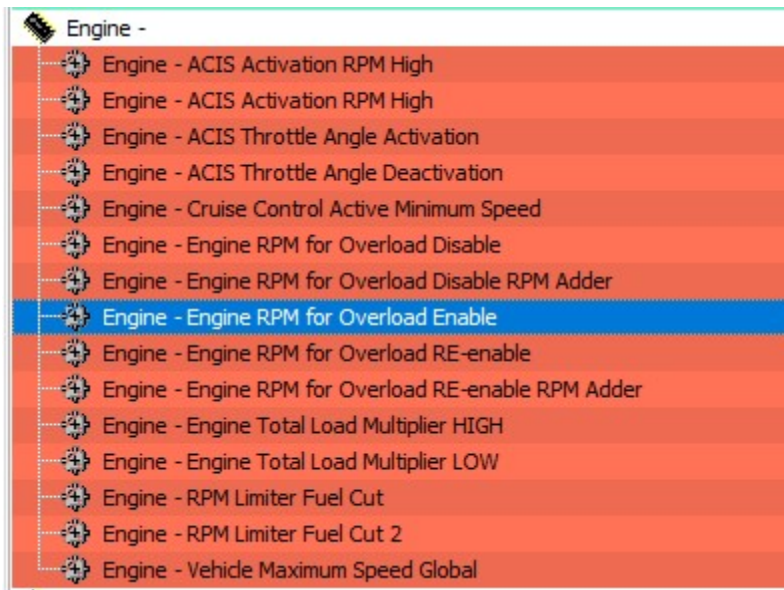 Engine -
Engine - ACIS Activation RPM High
Engine - ACIS Activation RPM High
Engine - ACIS Throttle Angle Activation
Engine - ACIS Throttle Angle Deactivation
Engine - Cruise Control Active Minimum Speed
Engine - Engine RPM for Overload Disable
Engine - Engine RPM for Overload Disable RPM Adder
Engine - Engine RPM for Overload Enable
Engine - Engine RPM for Overload RE-enable
Engine - Engine RPM for Overload RE-enable RPM Adder
Engine - Engine Total Load Multiplier HIGH
Engine - Engine Total Load Multiplier LOW
Engine - RPM Limiter Fuel Cut
Engine - RPM Limiter Fuel Cut 2
Engine - Vehicle Maximum Speed Global